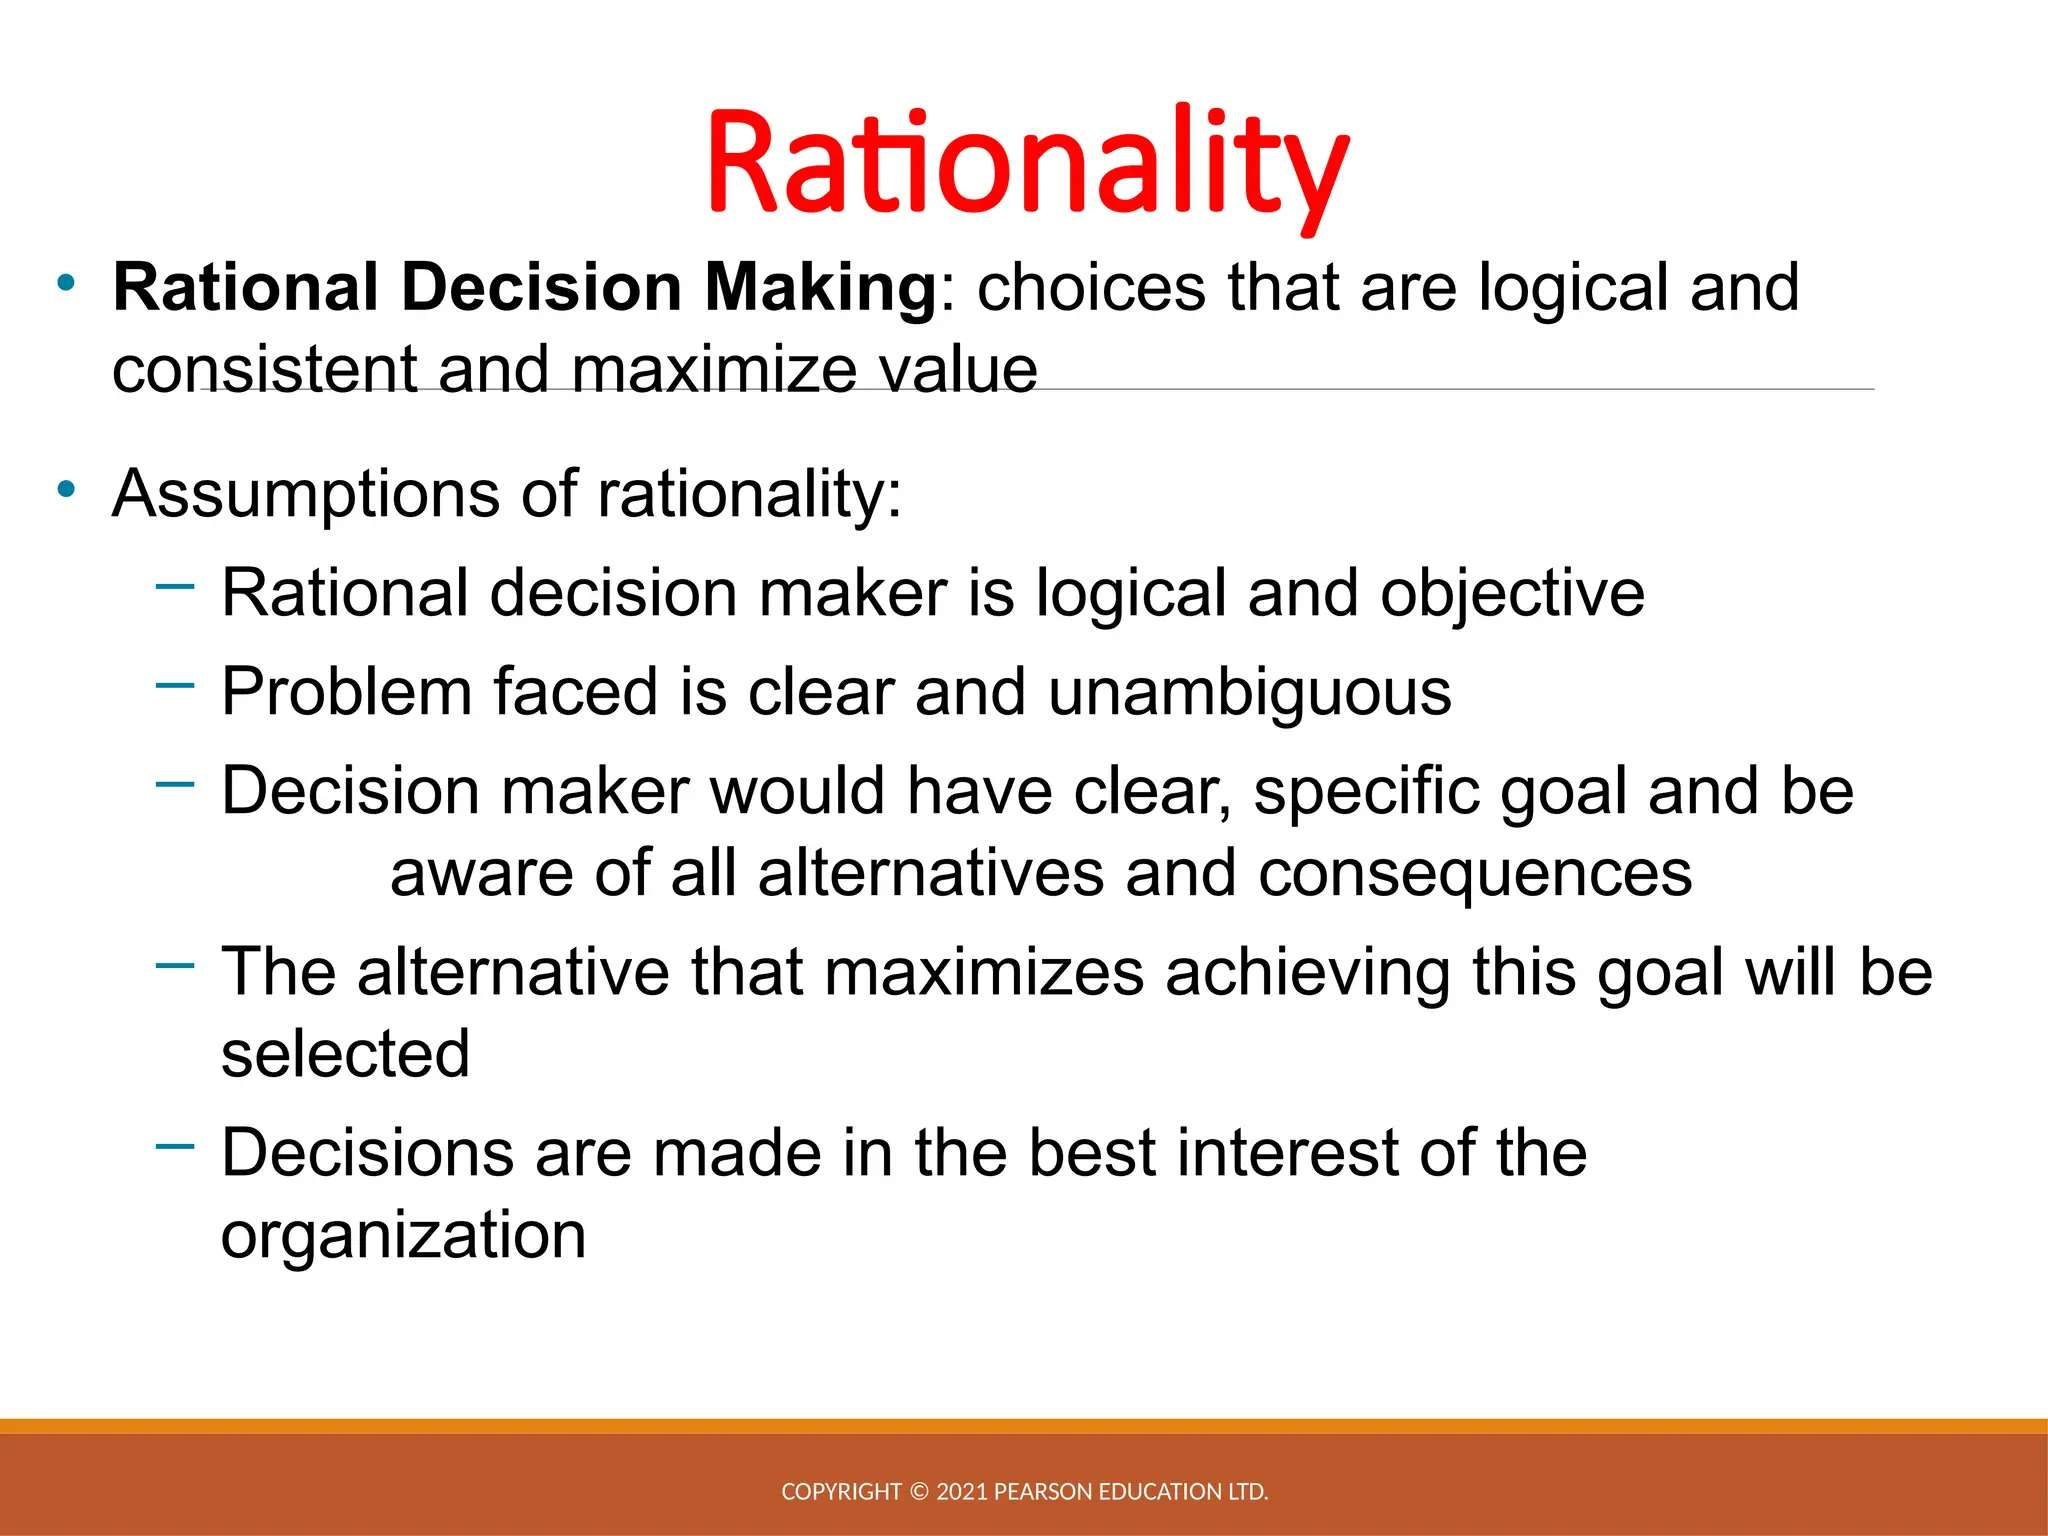 Rationality
• Rational Decision Making: choices that are logical and
consistent and maximize value
• Assumptions of rationality:
– Rational decision maker is logical and objective
– Problem faced is clear and unambiguous
– Decision maker would have clear, specific goal and be
aware of all alternatives and consequences
– The alternative that maximizes achieving this goal will be
selected
– Decisions are made in the best interest of the
organization
COPYRIGHT © 2021 PEARSON EDUCATION LTD.